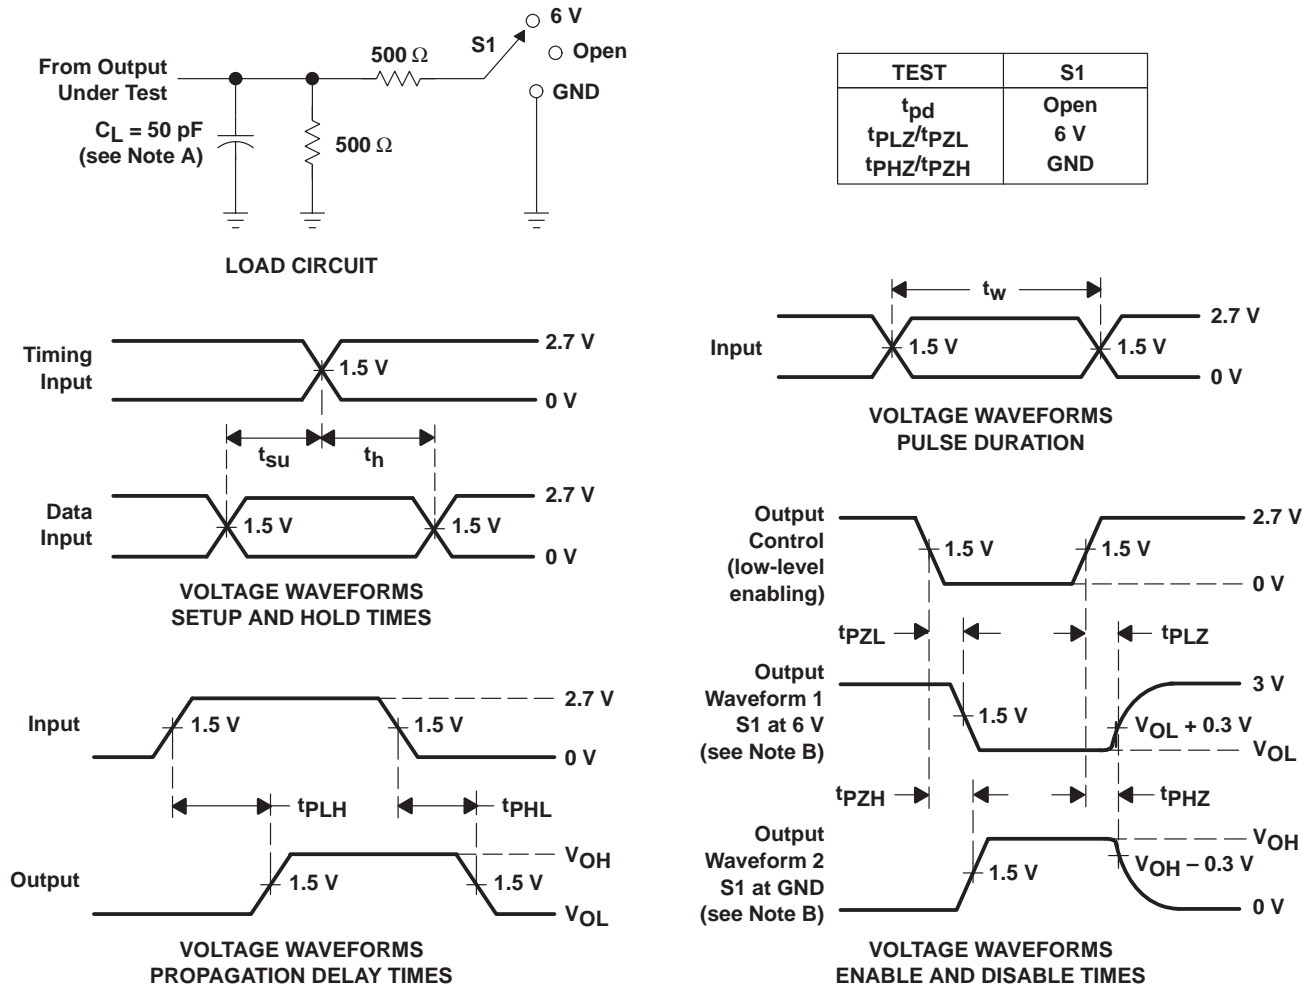 6 V
S1
Open
500 Ω
From Output
Under Test
GND
CL = 50 pF
(see Note A)
500 Ω
LOAD CIRCUIT
TEST S1
tpd Open
tPLZ/tPZL 6 V
tPHZ/tPZH GND
Timing
Input
2.7 V
1.5 V
0 V
tsu
th
Data
Input
2.7 V
1.5 V
1.5 V
0 V
VOLTAGE WAVEFORMS
SETUP AND HOLD TIMES
tw
Input
2.7 V
1.5 V
1.5 V
0 V
VOLTAGE WAVEFORMS
PULSE DURATION
Input
2.7 V
1.5 V
1.5 V
0 V
tPLH
tPHL
Output
VOH
1.5 V
1.5 V
VOL
VOLTAGE WAVEFORMS
PROPAGATION DELAY TIMES
Output
Control
(low-level
enabling)
2.7 V
1.5 V
1.5 V
0 V
tPZL
tPLZ
Output
Waveform 1
S1 at 6 V
(see Note B)
3 V
1.5 V
VOL + 0.3 V
VOL
tPZH
tPHZ
Output
Waveform 2
S1 at GND
(see Note B)
VOH
1.5 V
VOH − 0.3 V
0 V
VOLTAGE WAVEFORMS
ENABLE AND DISABLE TIMES